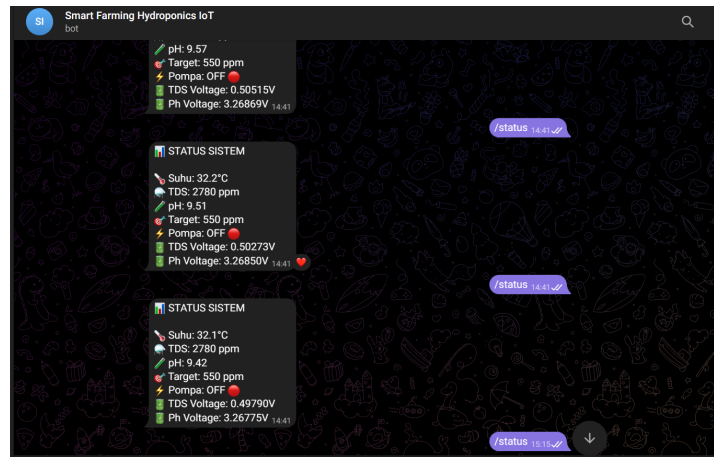 SI
Smart Farming Hydroponics IoT
bot
pH: 9.57
Target: 550 ppm
Pompa: OFF
TDS Voltage: 0.50515V
Ph Voltage: 3.26869V 14:41
/status 14:41
STATUS SISTEM
Suhu: 32.2°C
TDS: 2780 ppm
pH: 9.51
Target: 550 ppm
Pompa: OFF
TDS Voltage: 0.50273V
Ph Voltage: 3.26850V 14:41
/status 14:41
STATUS SISTEM
Suhu: 32.1°C
TDS: 2780 ppm
pH: 9.42
Target: 550 ppm
Pompa: OFF
TDS Voltage: 0.49790V
Ph Voltage: 3.26775V 14:41
/status 15:15